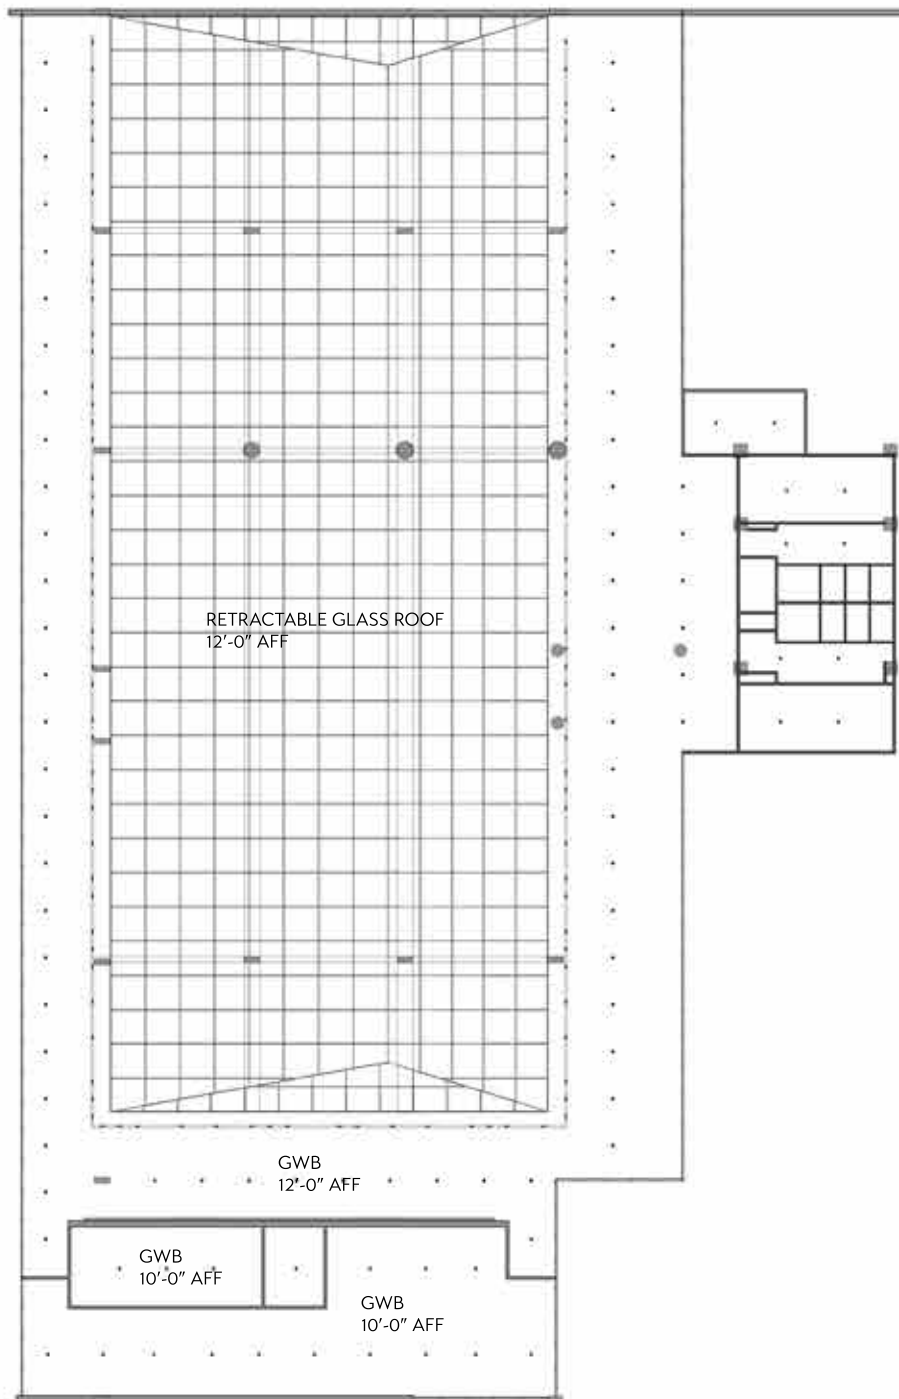 RETRACTABLE GLASS ROOF
12'-0" AFF
GWB
12'-0" AFF
GWB
10'-0" AFF
GWB
10'-0" AFF